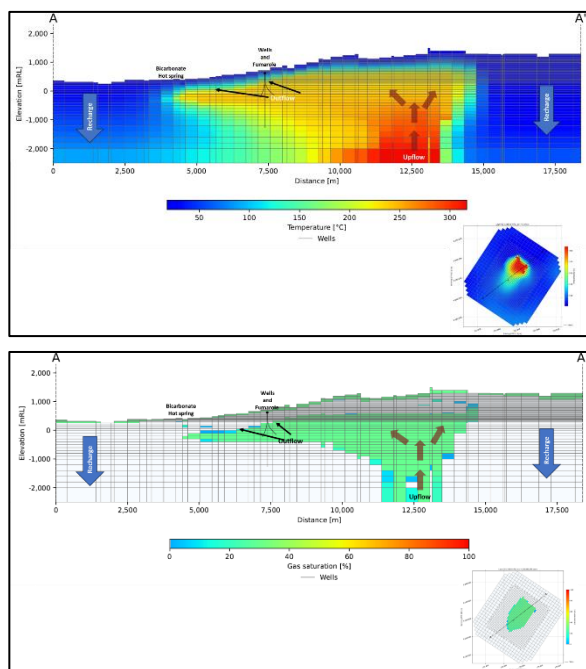 A
A'
2,000
1,000
0
-1,000
-2,000
Elevation [mRL]
Bicarbonate
Hot spring
Wells
and
Fumarole
Outflow
Recharge
Recharge
Upflow
0
2,500
5,000
7,500
10,000
12,500
15,000
17,500
Distance [m]
50
100
150
200
250
300
Temperature [°C]
Wells
A
A'
2,000
1,000
0
-1,000
-2,000
Elevation [mRL]
Bicarbonate
Hot spring
Wells
and
Fumarole
Outflow
Recharge
Recharge
Upflow
0
2,500
5,000
7,500
10,000
12,500
15,000
17,500
Distance [m]
0
20
40
60
80
100
Gas saturation [%]
Wells